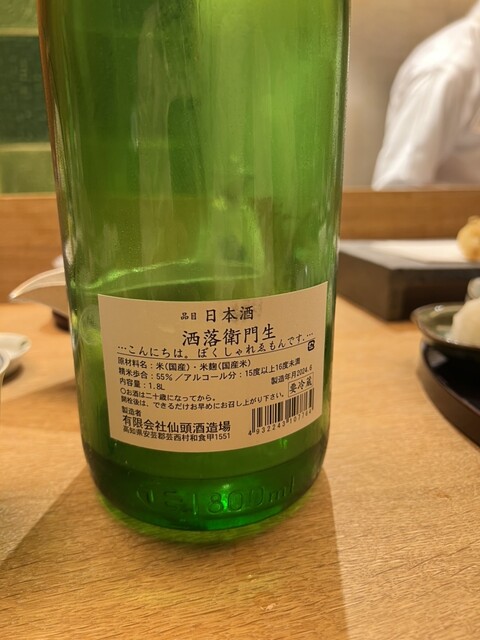 品目 日本酒
洒落衛門生
…こんにちは。ぼくしゃれゑもんです.…
原材料名：米(国産)・米麹(国産米)
精米歩合：55%／アルコール分：15度以上16度未満
内容量：1.8L
製造年月2024.6
○お酒は二十歳になってから。
開栓後は、できるだけお早めにお召し上がり下さい。
要冷蔵
製造者
有限会社仙頭酒造場
高知県安芸郡芸西村和食甲1551
1800ml